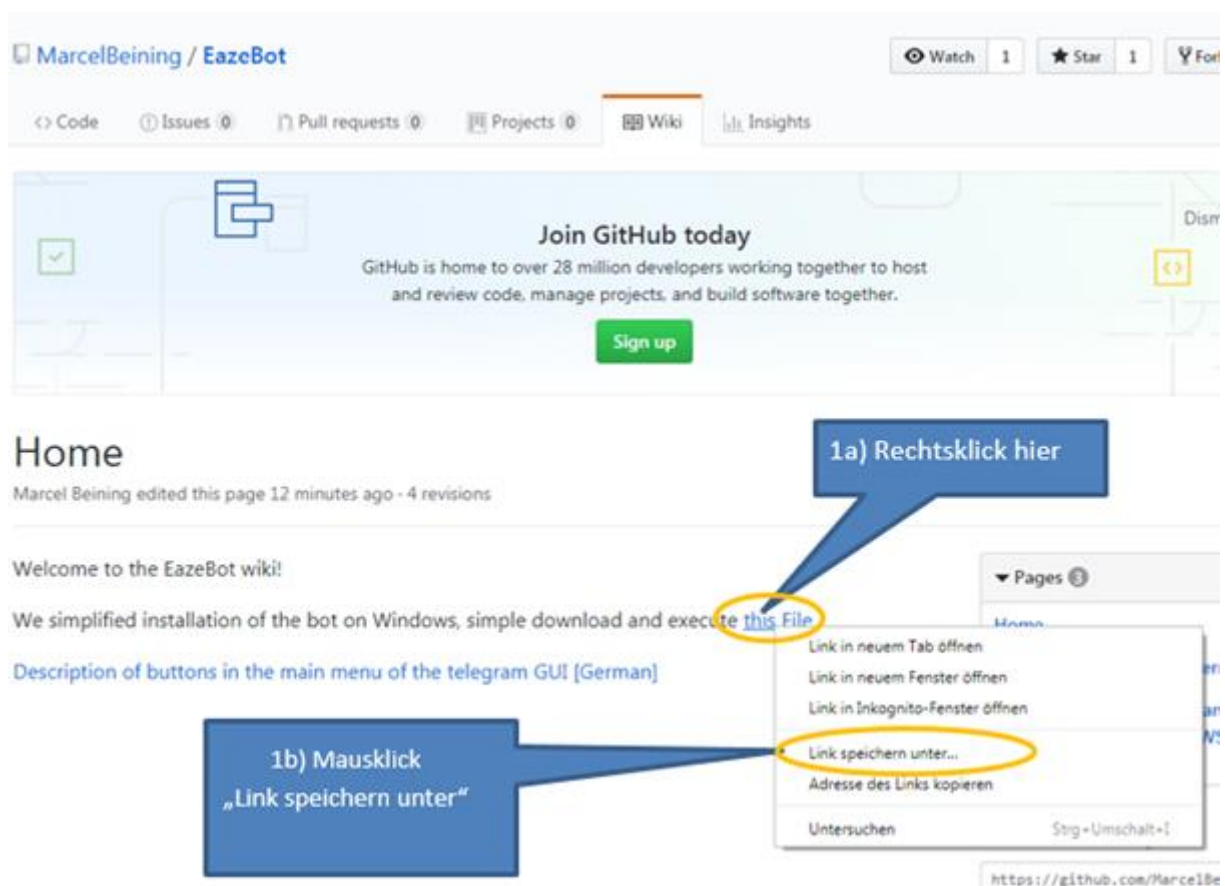 MarcelBeining / EazeBot
Watch 1 Star 1
Code Issues 0 Pull requests 0 Projects 0 Wiki Insights
Join GitHub today
GitHub is home to over 28 million developers working together to host
and review code, manage projects, and build software together.
Sign up
Home
Marcel Beining edited this page 12 minutes ago · 4 revisions
1a) Rechtsklick hier
Welcome to the EazeBot wiki!
Pages 3
We simplified installation of the bot on Windows, simple download and execute this File
Home
Description of buttons in the main menu of the telegram GUI [German]
Link in neuem Tab öffnen
Link in neuem Fenster öffnen
Link in Inkognito-Fenster öffnen
Link speichern unter...
Adresse des Links kopieren
Untersuchen Strg+Umschalt+I
1b) Mausklick
„Link speichern unter“